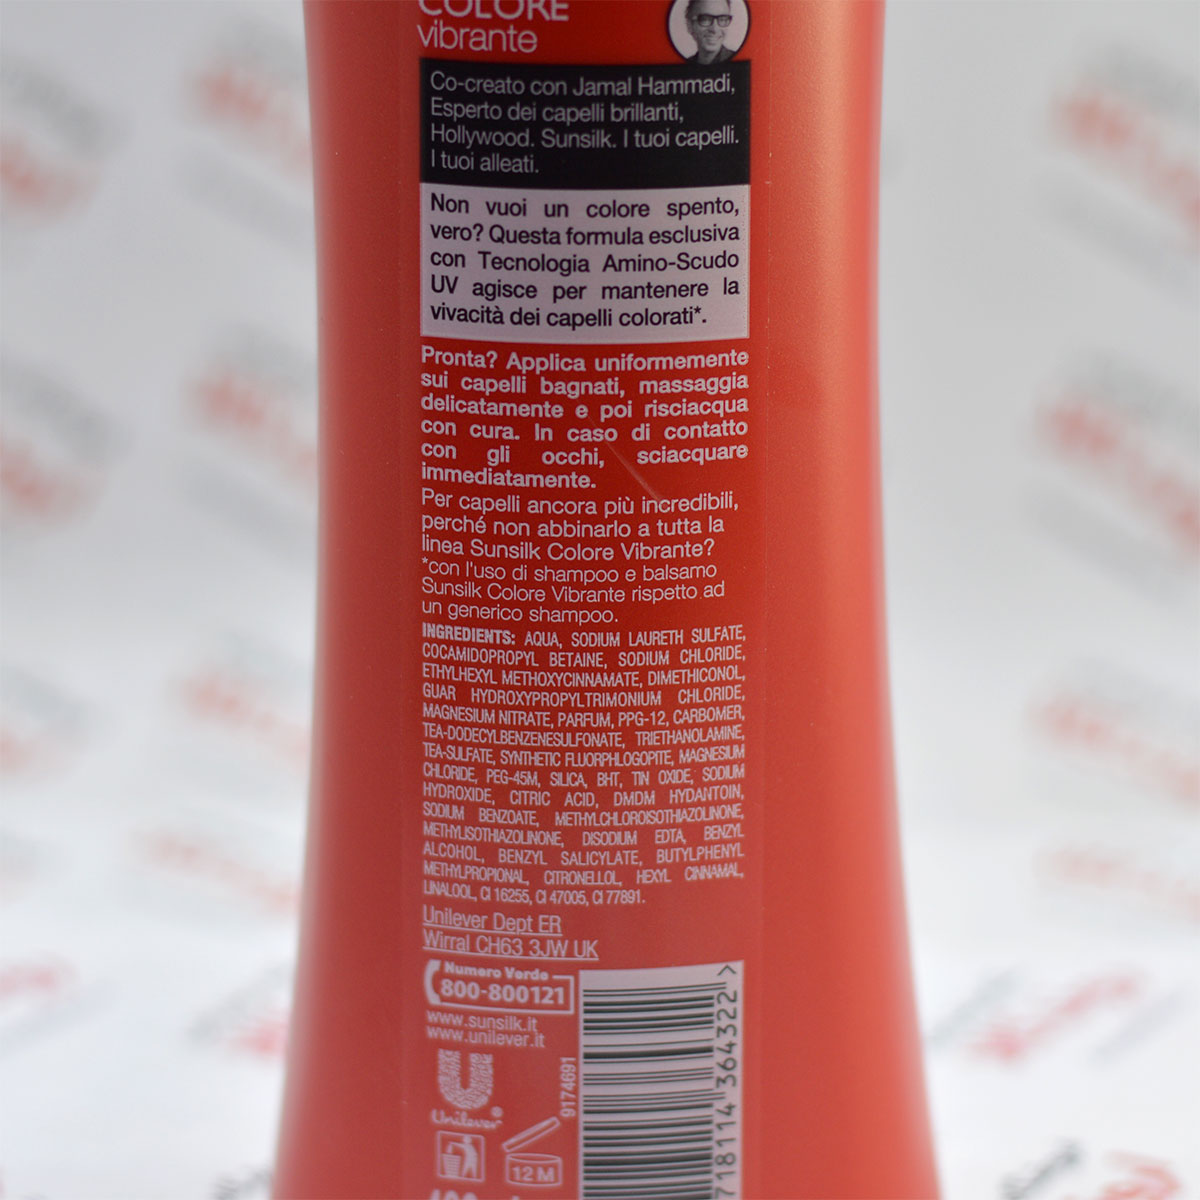 COLORE
vibrante
Co-creato con Jamal Hammadi,
Esperto dei capelli brillanti,
Hollywood. Sunsilk. I tuoi capelli.
I tuoi alleati.
Non vuoi un colore spento,
vero? Questa formula esclusiva
con Tecnologia Amino-Scudo
UV agisce per mantenere la
vivacità dei capelli colorati*.
Pronta? Applica uniformemente
sui capelli bagnati, massaggia
delicatamente e poi risciacqua
con cura. In caso di contatto
con gli occhi, sciacquare
immediatamente.
Per capelli ancora più incredibili,
perché non abbinarlo a tutta la
linea Sunsilk Colore Vibrante?
*con l'uso di shampoo e balsamo
Sunsilk Colore Vibrante rispetto ad
un generico shampoo.
INGREDIENTS: AQUA, SODIUM LAURETH SULFATE,
COCAMIDOPROPYL BETAINE, SODIUM CHLORIDE,
ETHYLHEXYL METHOXYCINNAMATE, DIMETHICONOL,
GUAR HYDROXYPROPYLTRIMONIUM CHLORIDE,
MAGNESIUM NITRATE, PARFUM, PPG-12, CARBOMER,
TEA-DODECYLBENZENESULFONATE, TRIETHANOLAMINE,
TEA-SULFATE, SYNTHETIC FLUORPHLOGOPITE, MAGNESIUM
CHLORIDE, PEG-45M, SILICA, BHT, TIN OXIDE, SODIUM
HYDROXIDE, CITRIC ACID, DMDM HYDANTOIN,
SODIUM BENZOATE, METHYLCHLOROISOTHIAZOLINONE,
METHYLISOTHIAZOLINONE, DISODIUM EDTA, BENZYL
ALCOHOL, BENZYL SALICYLATE, BUTYLPHENYL
METHYLPROPIONAL, CITRONELLOL, HEXYL CINNAMAL,
LINALOOL, CI 16255, CI 47005, CI 77891.
Unilever Dept ER
Wirral CH63 3JW UK
Numero Verde
800-800121
www.sunsilk.it
www.unilever.it
Unilever®
12 M
9174691
718114 364322 >